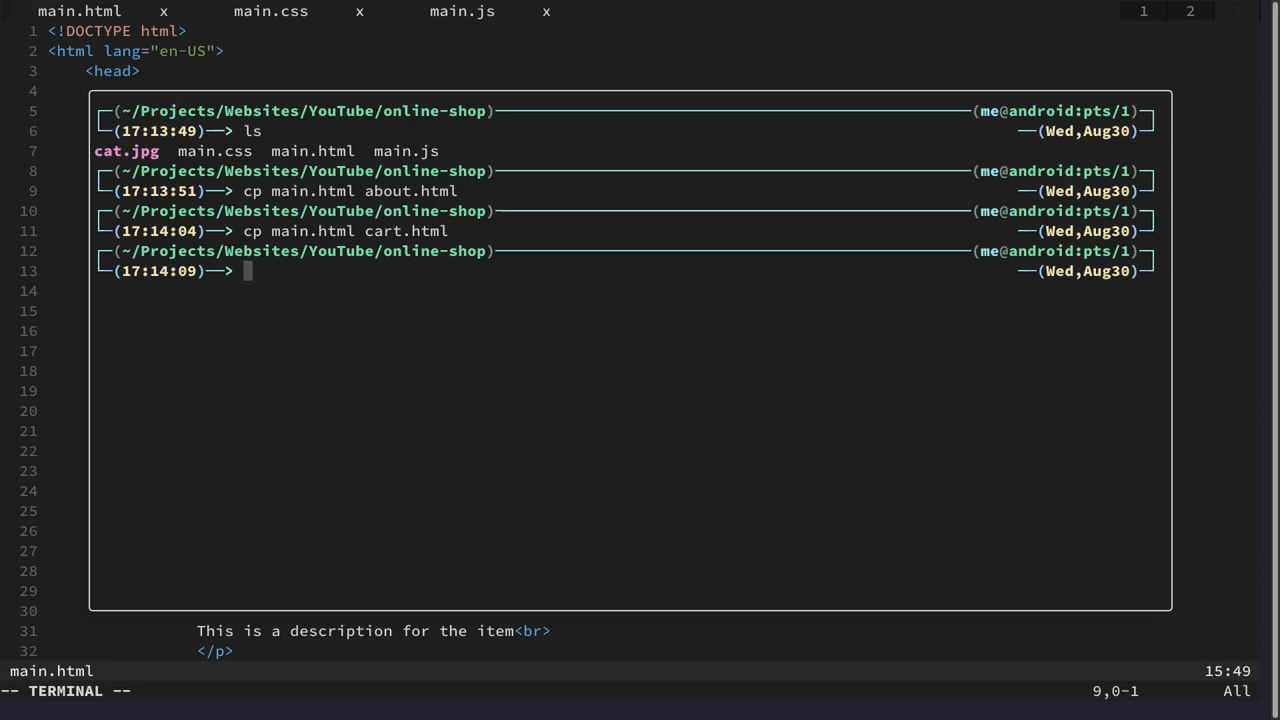 main.html x main.css x main.js x 1 2
1 <!DOCTYPE html>
2 <html lang="en-US">
3 <head>
4
5 ┌─(~/Projects/Websites/YouTube/online-shop)─(me@android:pts/1)─┐
6 └─(17:13:49)──> ls ──(Wed,Aug30)─┘
7 cat.jpg main.css main.html main.js
8 ┌─(~/Projects/Websites/YouTube/online-shop)─(me@android:pts/1)─┐
9 └─(17:13:51)──> cp main.html about.html ──(Wed,Aug30)─┘
10 ┌─(~/Projects/Websites/YouTube/online-shop)─(me@android:pts/1)─┐
11 └─(17:14:04)──> cp main.html cart.html ──(Wed,Aug30)─┘
12 ┌─(~/Projects/Websites/YouTube/online-shop)─(me@android:pts/1)─┐
13 └─(17:14:09)──> ──(Wed,Aug30)─┘
14
15
16
17
18
19
20
21
22
23
24
25
26
27
28
29
30
31 This is a description for the item<br>
32 </p>
main.html 15:49
-- TERMINAL -- 9,0-1 All